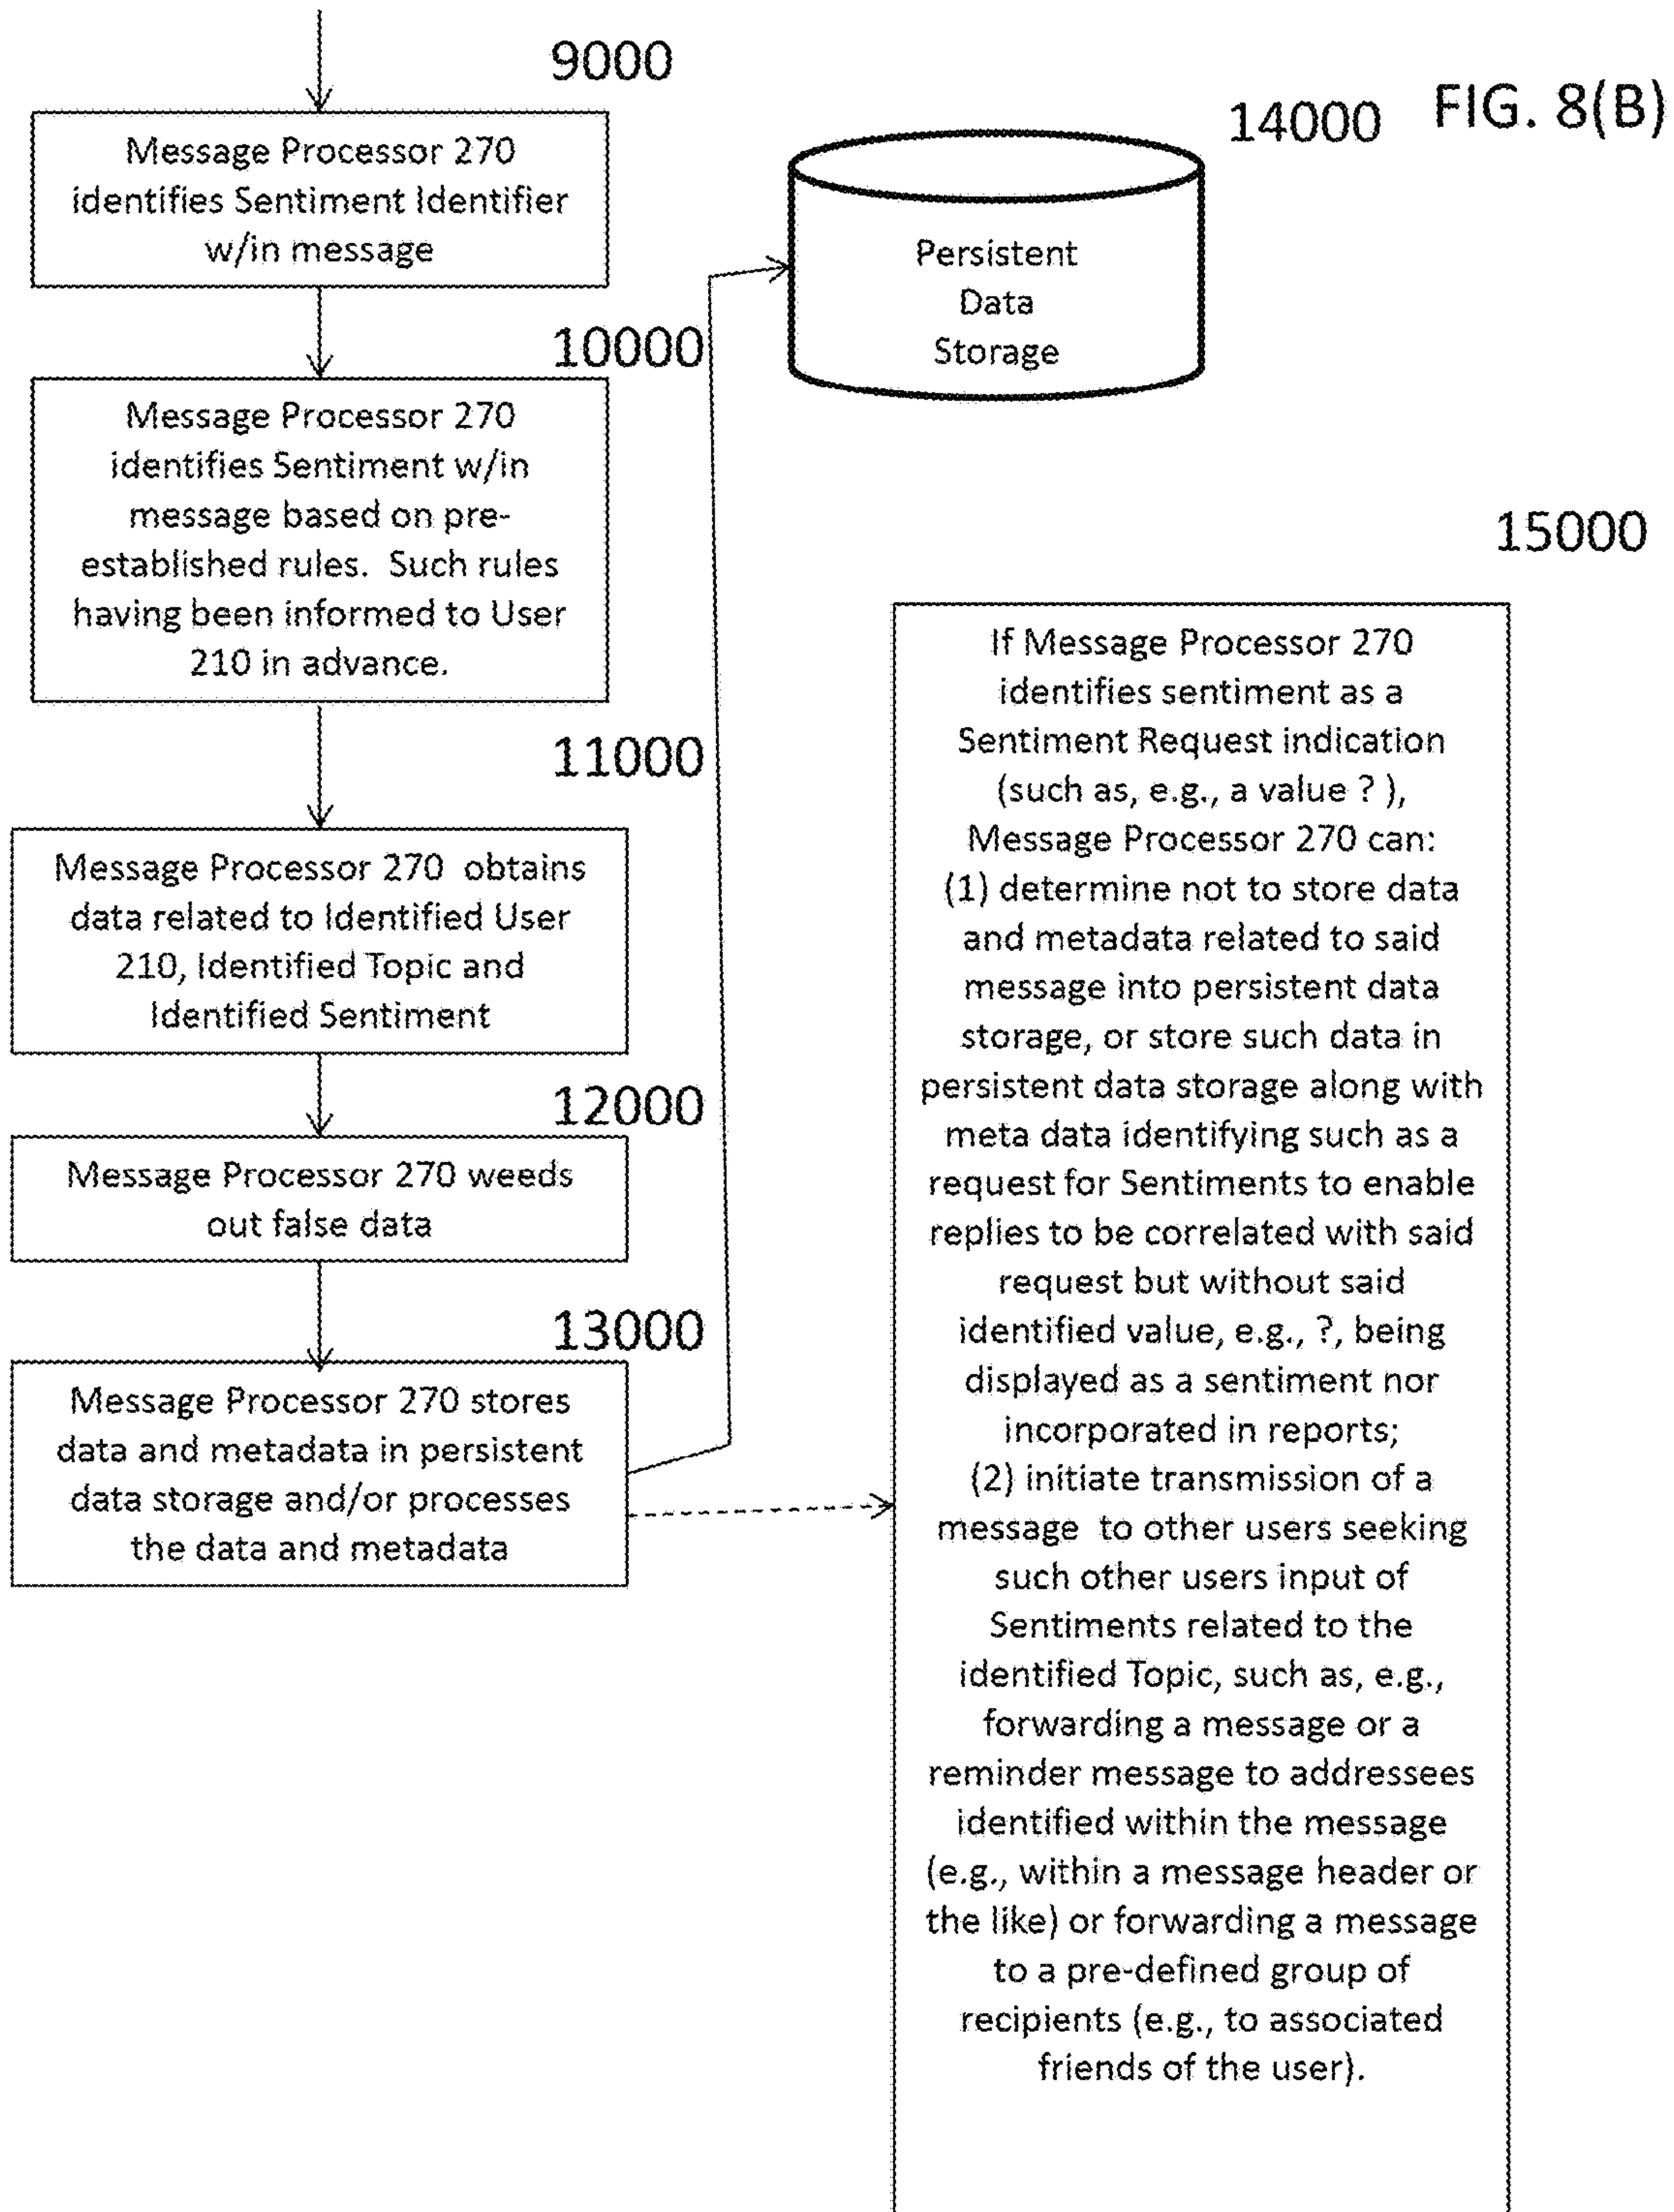 9000
Message Processor 270
identifies Sentiment Identifier
w/in message
10000
Message Processor 270
identifies Sentiment w/in
message based on pre-
established rules. Such rules
having been informed to User
210 in advance.
11000
Message Processor 270 obtains
data related to Identified User
210, Identified Topic and
Identified Sentiment
12000
Message Processor 270 weeds
out false data
13000
Message Processor 270 stores
data and metadata in persistent
data storage and/or processes
the data and metadata
14000
FIG. 8(B)
Persistent
Data
Storage
15000
If Message Processor 270
identifies sentiment as a
Sentiment Request indication
(such as, e.g., a value ? ),
Message Processor 270 can:
(1) determine not to store data
and metadata related to said
message into persistent data
storage, or store such data in
persistent data storage along with
meta data identifying such as a
request for Sentiments to enable
replies to be correlated with said
request but without said
identified value, e.g., ?, being
displayed as a sentiment nor
incorporated in reports;
(2) initiate transmission of a
message to other users seeking
such other users input of
Sentiments related to the
identified Topic, such as, e.g.,
forwarding a message or a
reminder message to addressees
identified within the message
(e.g., within a message header or
the like) or forwarding a message
to a pre-defined group of
recipients (e.g., to associated
friends of the user).